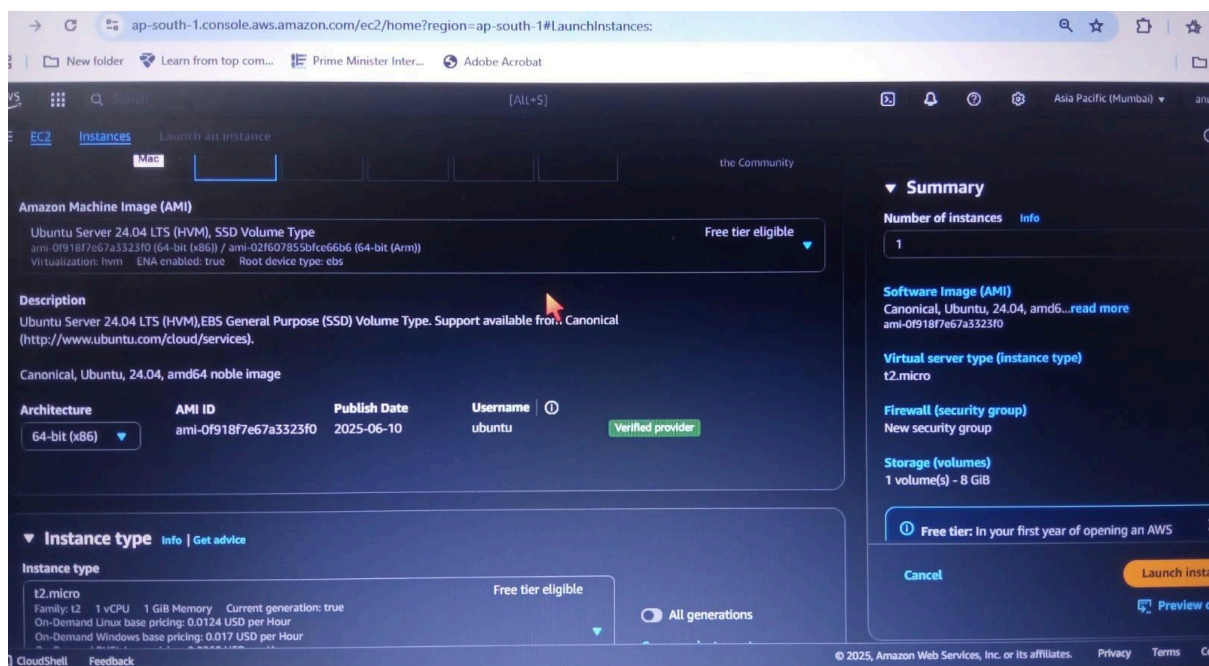 ap-south-1.console.aws.amazon.com/ec2/home?region=ap-south-1#LaunchInstances:
New folder Learn from top com... Prime Minister Inter... Adobe Acrobat
Search [Alt+S] Asia Pacific (Mumbai)
EC2 Instances Launch an instance
Mac the Community
Amazon Machine Image (AMI)
Ubuntu Server 24.04 LTS (HVM), SSD Volume Type Free tier eligible
ami-0f918f7e67a3323f0 (64-bit (x86)) / ami-02f607855bfce66b6 (64-bit (Arm))
Virtualization: hvm ENA enabled: true Root device type: ebs
Description
Ubuntu Server 24.04 LTS (HVM),EBS General Purpose (SSD) Volume Type. Support available from Canonical
(http://www.ubuntu.com/cloud/services).
Canonical, Ubuntu, 24.04, amd64 noble image
Architecture AMI ID Publish Date Username
64-bit (x86) ami-0f918f7e67a3323f0 2025-06-10 ubuntu Verified provider
Instance type Info | Get advice
Instance type
t2.micro Free tier eligible
Family: t2 1 vCPU 1 GiB Memory Current generation: true
On-Demand Linux base pricing: 0.0124 USD per Hour
On-Demand Windows base pricing: 0.017 USD per Hour
All generations
Summary
Number of instances Info
1
Software Image (AMI)
Canonical, Ubuntu, 24.04, amd6...read more
ami-0f918f7e67a3323f0
Virtual server type (instance type)
t2.micro
Firewall (security group)
New security group
Storage (volumes)
1 volume(s) - 8 GiB
Free tier: In your first year of opening an AWS
Cancel Launch insta
Preview c
CloudShell Feedback © 2025, Amazon Web Services, Inc. or its affiliates. Privacy Terms